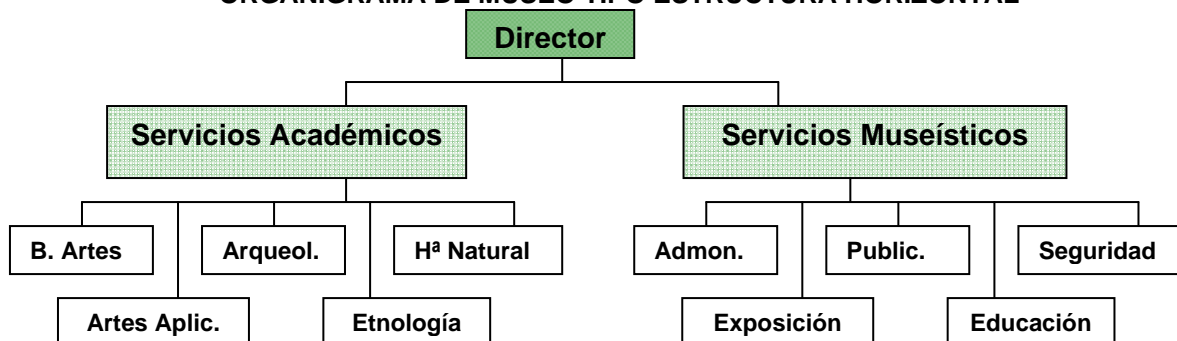 ORGANIGRAMA DE MUSEO TIPO ESTRUCTURA HORIZONTAL
Director
Servicios Académicos Servicios Museísticos
B. Artes Arqueol. Hª Natural Admon. Public. Seguridad
Artes Aplic. Etnología Exposición Educación